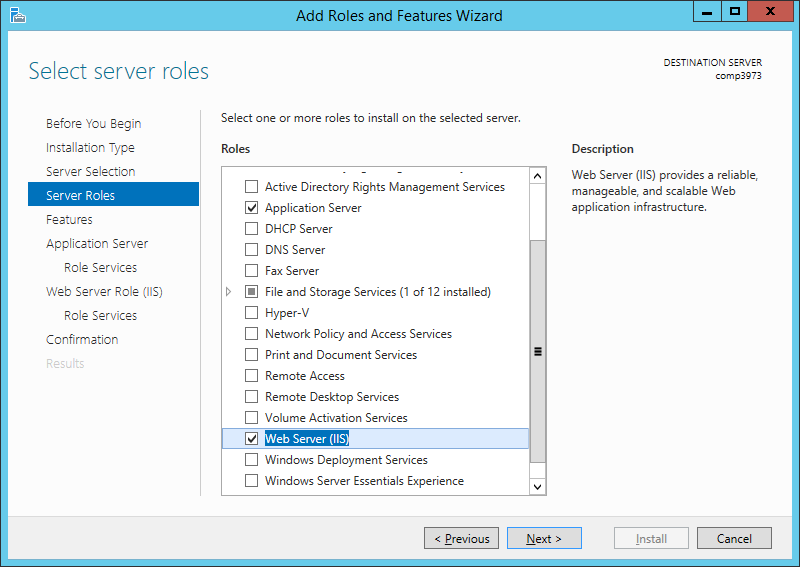 Add Roles and Features Wizard
Select server roles
DESTINATION SERVER
comp3973
Before You Begin
Installation Type
Server Selection
Server Roles
Features
Application Server
Role Services
Web Server Role (IIS)
Role Services
Confirmation
Results
Select one or more roles to install on the selected server.
Roles
Active Directory Rights Management Services
Application Server
DHCP Server
DNS Server
Fax Server
File and Storage Services (1 of 12 installed)
Hyper-V
Network Policy and Access Services
Print and Document Services
Remote Access
Remote Desktop Services
Volume Activation Services
Web Server (IIS)
Windows Deployment Services
Windows Server Essentials Experience
Description
Web Server (IIS) provides a reliable,
manageable, and scalable Web
application infrastructure.
< Previous
Next >
Install
Cancel